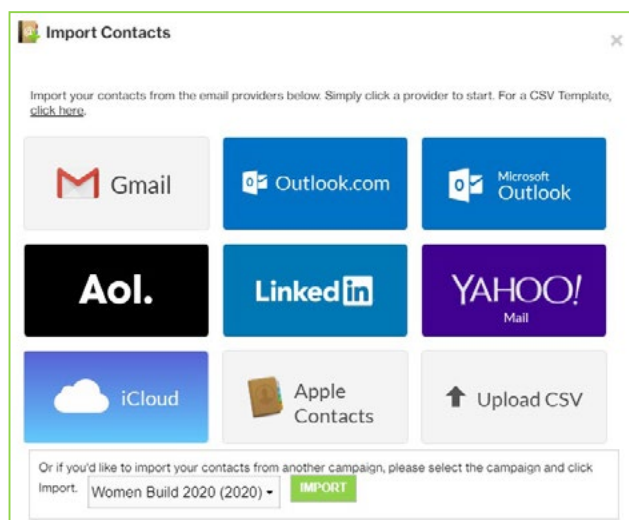 Import Contacts
×
Import your contacts from the email providers below. Simply click a provider to start. For a CSV Template,
click here.
Gmail
Outlook.com
Microsoft
Outlook
Aol.
Linked in
YAHOO!
Mail
iCloud
Apple
Contacts
Upload CSV
Or if you'd like to import your contacts from another campaign, please select the campaign and click
Import. Women Build 2020 (2020) IMPORT